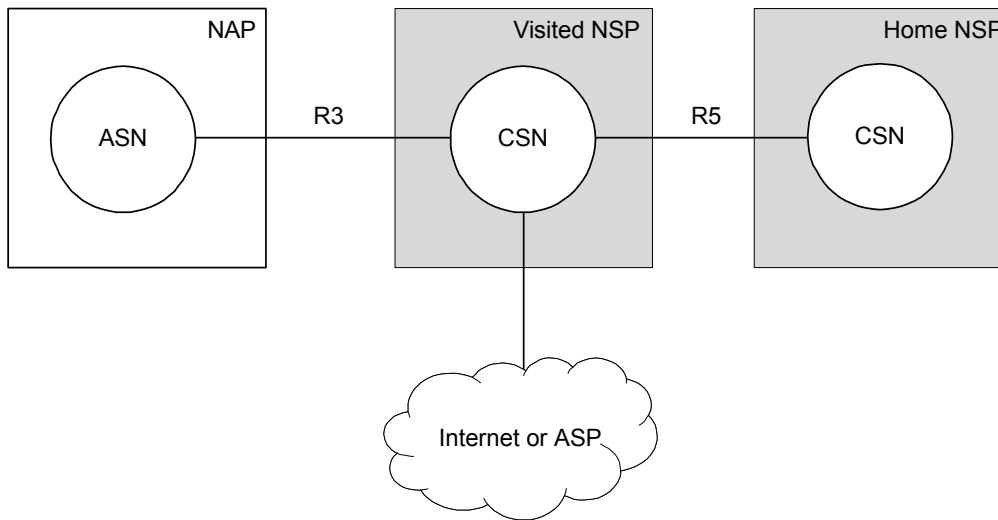 NAP
Visited NSP
Home NSP
ASN
R3
CSN
R5
CSN
Internet or ASP